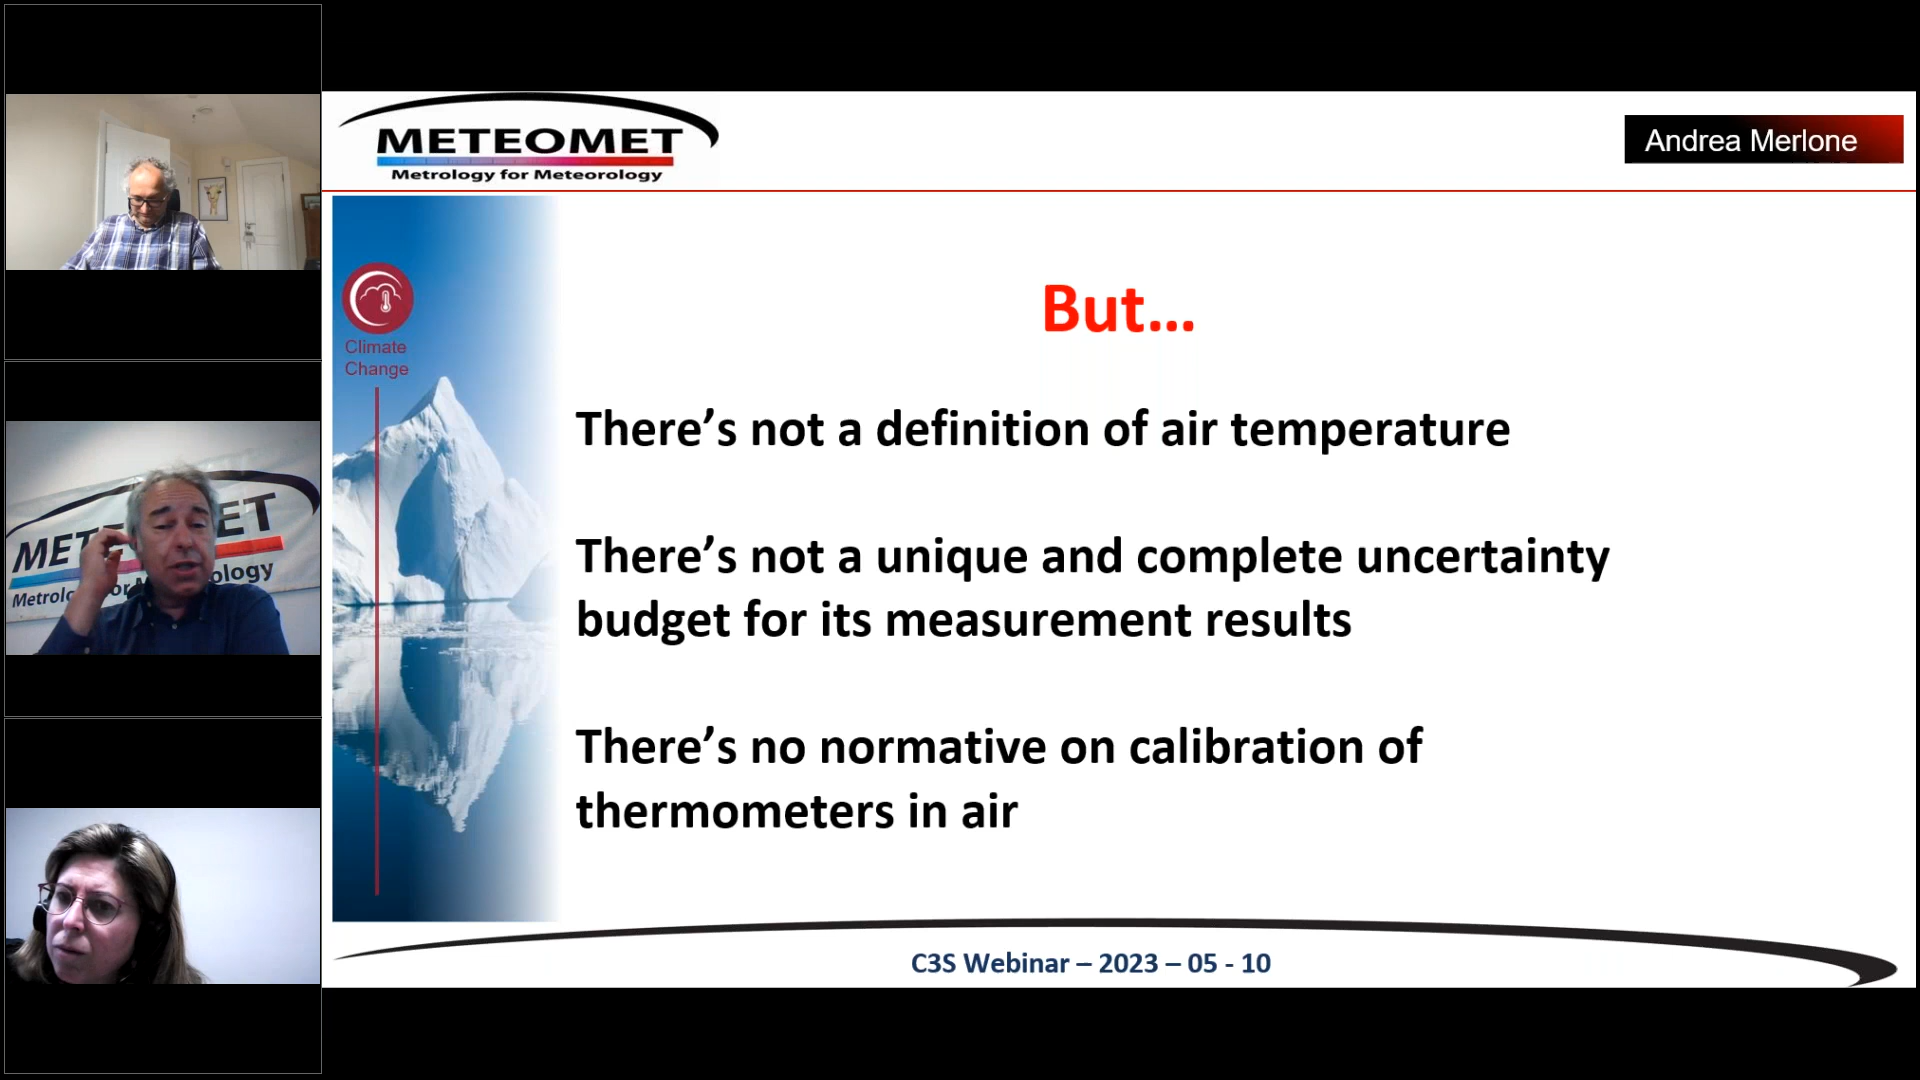 METEOMET
Metrology for Meteorology
Andrea Merlone
Climate
Change
But...
There’s not a definition of air temperature
There’s not a unique and complete uncertainty
budget for its measurement results
There’s no normative on calibration of
thermometers in air
C3S Webinar – 2023 – 05 - 10